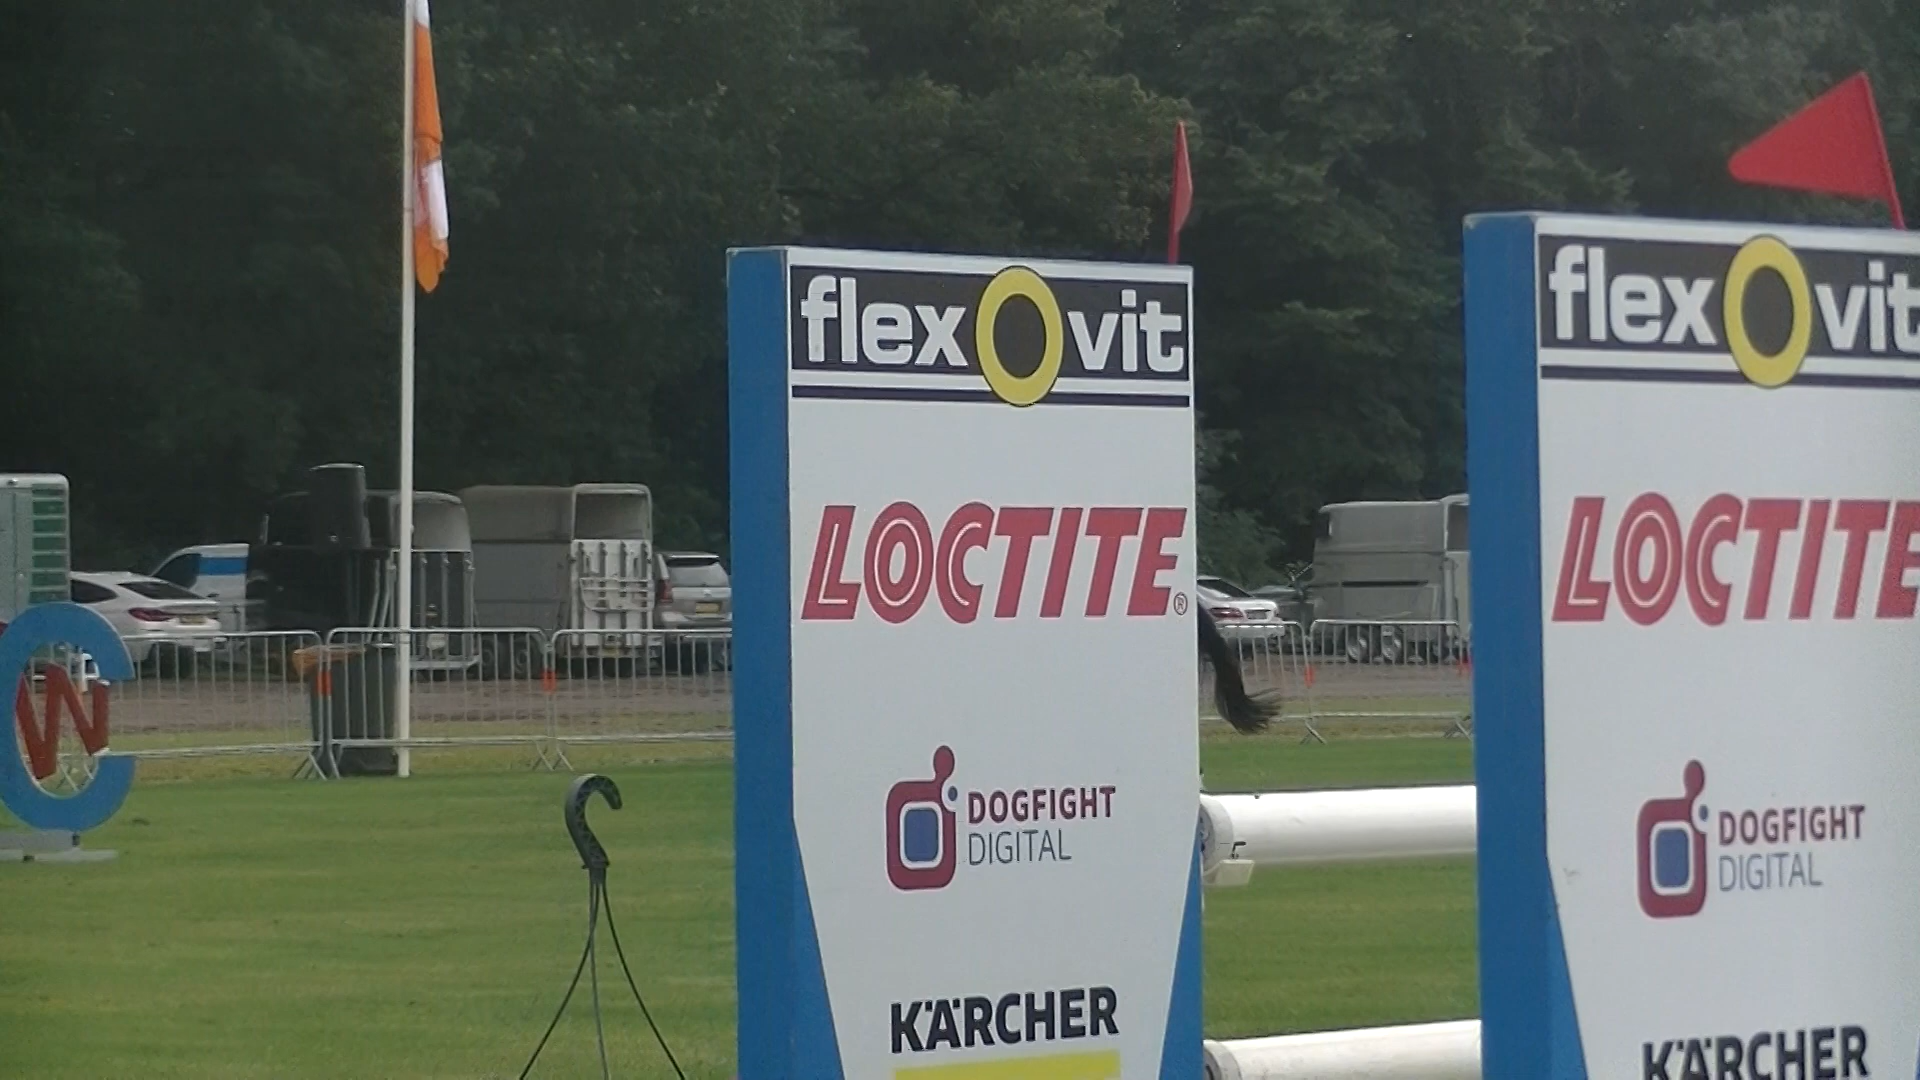 flexovit
LOCTITE®
DOGFIGHT
DIGITAL
KÄRCHER
flexovit
LOCTITE
DOGFIGHT
DIGITAL
KÄRCHER
W